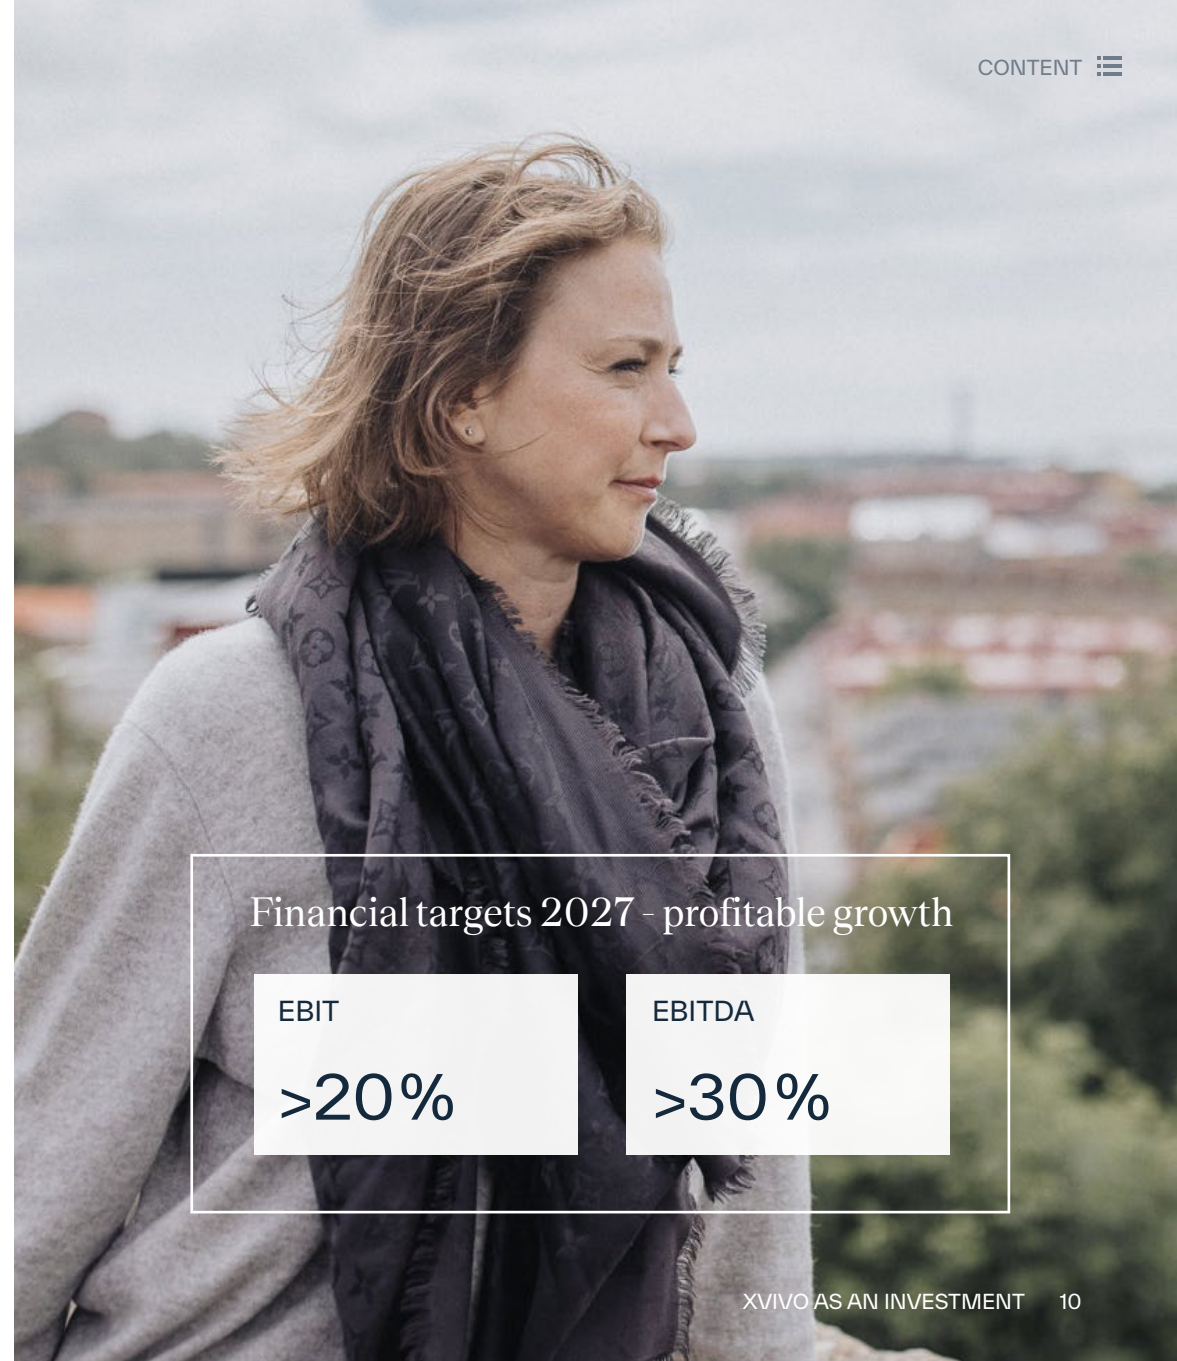 CONTENT
Financial targets 2027 - profitable growth
EBIT
>20%
EBITDA
>30%
XVIVO AS AN INVESTMENT 10